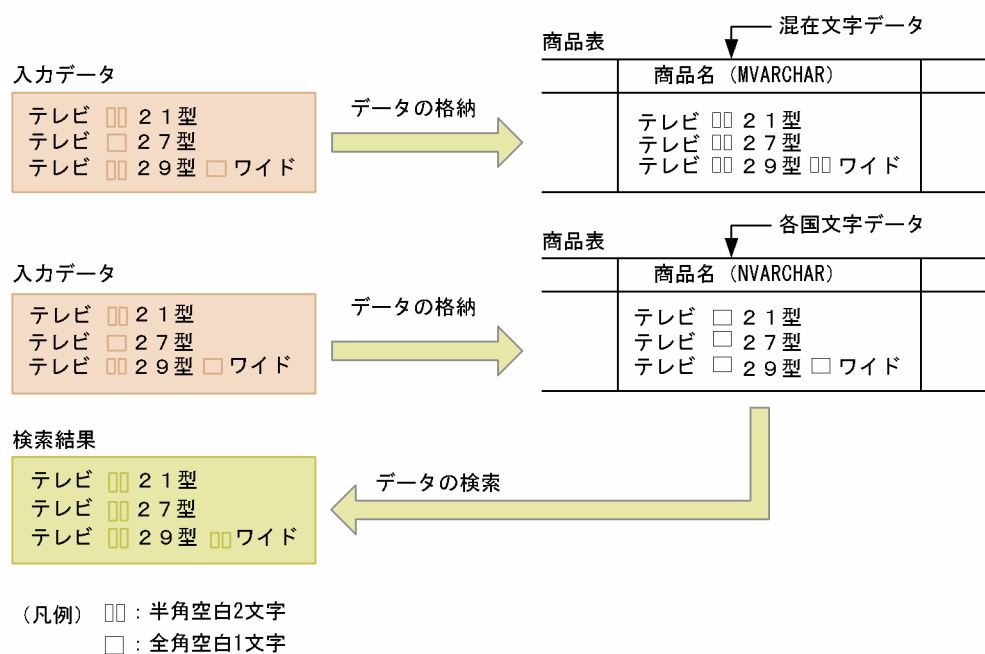 混在文字データ
商品表
入力データ
商品名（MVARCHAR）
テレビ　２１型
テレビ　２７型
テレビ　２９型　ワイド
データの格納
テレビ　２１型
テレビ　２７型
テレビ　２９型　ワイド
各国文字データ
商品表
入力データ
商品名（NVARCHAR）
テレビ　２１型
テレビ　２７型
テレビ　２９型　ワイド
データの格納
テレビ　２１型
テレビ　２７型
テレビ　２９型　ワイド
検索結果
テレビ　２１型
テレビ　２７型
テレビ　２９型　ワイド
データの検索
（凡例）　：半角空白2文字
：全角空白1文字